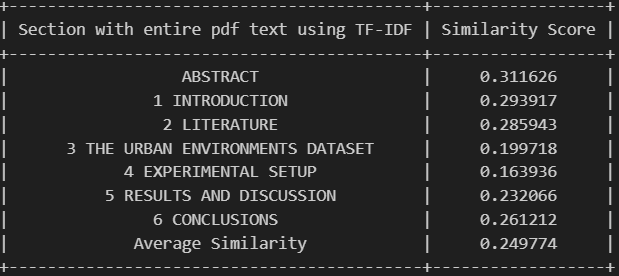 Section with entire pdf text using TF-IDF | Similarity Score
ABSTRACT | 0.311626
1 INTRODUCTION | 0.293917
2 LITERATURE | 0.285943
3 THE URBAN ENVIRONMENTS DATASET | 0.199718
4 EXPERIMENTAL SETUP | 0.163936
5 RESULTS AND DISCUSSION | 0.232066
6 CONCLUSIONS | 0.261212
Average Similarity | 0.249774